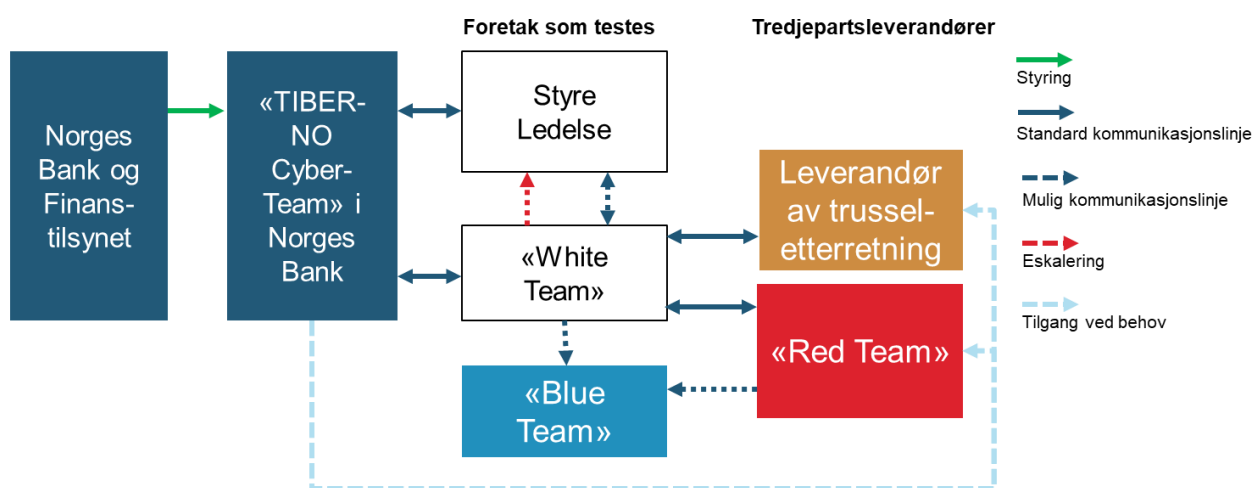 Foretak som testes
Tredjepartsleverandører
Norges
Bank og
Finans-
tilsynet
«TIBER-
NO
Cyber-
Team» i
Norges
Bank
Styre
Ledelse
«White
Team»
«Blue
Team»
Leverandør
av trussel-
etterretning
«Red Team»
Styring
Standard kommunikasjonslinje
Mulig kommunikasjonslinje
Eskalering
Tilgang ved behov